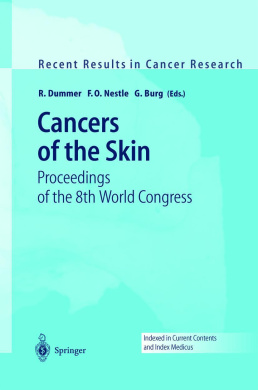 Recent Results in Cancer Research
R. Dummer F. O. Nestle G. Burg (Eds.)
Cancers
of the Skin
Proceedings
of the 8th World Congress
Springer
Indexed in Current Contents
and Index Medicus